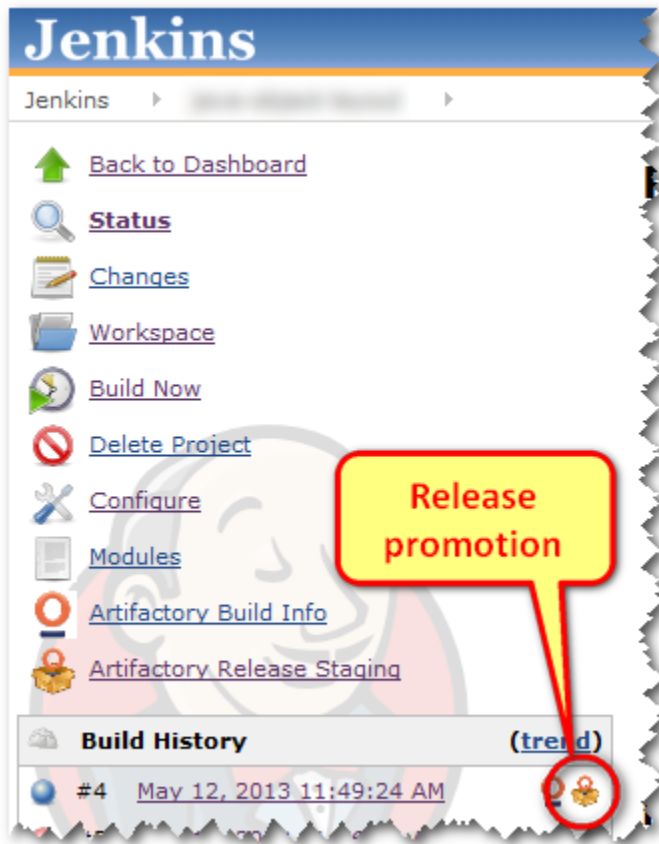 Jenkins
Jenkins
Back to Dashboard
Status
Changes
Workspace
Build Now
Delete Project
Configure
Release
promotion
Modules
Artifactory Build Info
Artifactory Release Staging
Build History (trend)
#4 May 12, 2013 11:49:24 AM